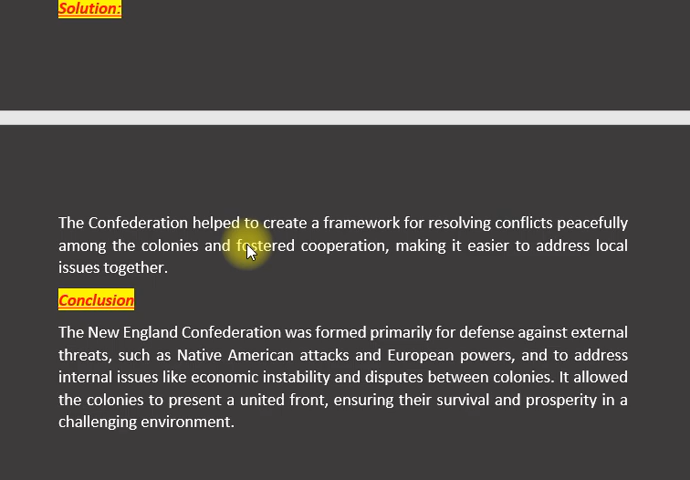 Solution:
The Confederation helped to create a framework for resolving conflicts peacefully
among the colonies and fostered cooperation, making it easier to address local
issues together.
Conclusion
The New England Confederation was formed primarily for defense against external
threats, such as Native American attacks and European powers, and to address
internal issues like economic instability and disputes between colonies. It allowed
the colonies to present a united front, ensuring their survival and prosperity in a
challenging environment.